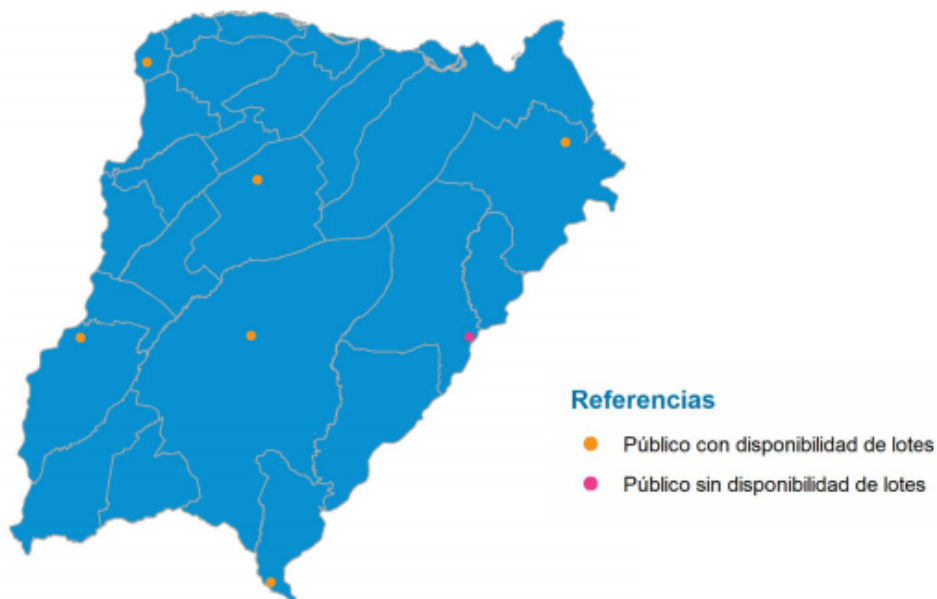 Referencias
Público con disponibilidad de lotes
Público sin disponibilidad de lotes